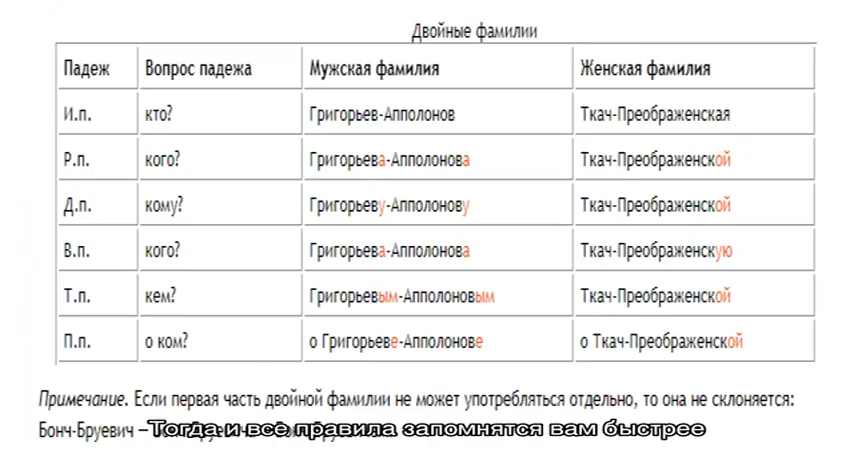 Двойные фамилии
Падеж Вопрос падежа Мужская фамилия Женская фамилия
И.п. кто? Григорьев-Апполонов Ткач-Преображенская
Р.п. кого? Григорьева-Апполонова Ткач-Преображенской
Д.п. кому? Григорьеву-Апполонову Ткач-Преображенской
В.п. кого? Григорьева-Апполонова Ткач-Преображенскую
Т.п. кем? Григорьевым-Апполоновым Ткач-Преображенской
П.п. о ком? о Григорьеве-Апполонове о Ткач-Преображенской
Примечание. Если первая часть двойной фамилии не может употребляться отдельно, то она не склоняется:
Бонч-Бруевич –
Тогда и все правила запомнятся вам быстрее